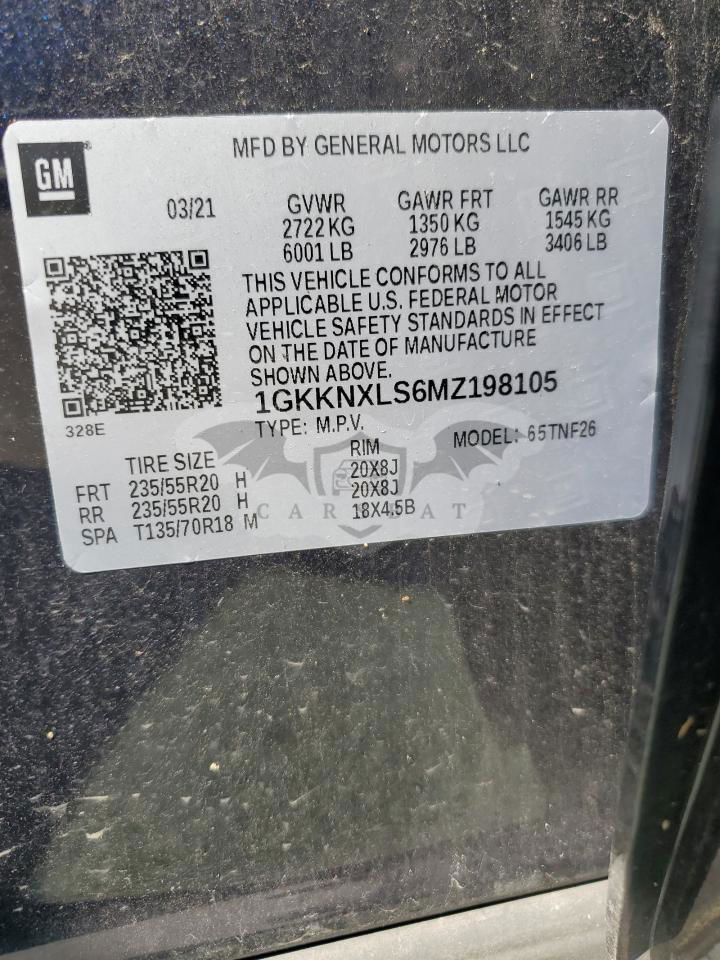 MFD BY GENERAL MOTORS LLC
GM
03/21
GVWR GAWR FRT GAWR RR
2722 KG 1350 KG 1545 KG
6001 LB 2976 LB 3406 LB
THIS VEHICLE CONFORMS TO ALL
APPLICABLE U.S. FEDERAL MOTOR
VEHICLE SAFETY STANDARDS IN EFFECT
ON THE DATE OF MANUFACTURE
SHOWN ABOVE.
1GKKNXLS6MZ198105
328E
TYPE: M.P.V. MODEL: 65TNF26
TIRE SIZE RIM
FRT 235/55R20 H 20X8J
RR 235/55R20 H 20X8J
SPA T135/70R18 M 18X4.5B
CAR BAT